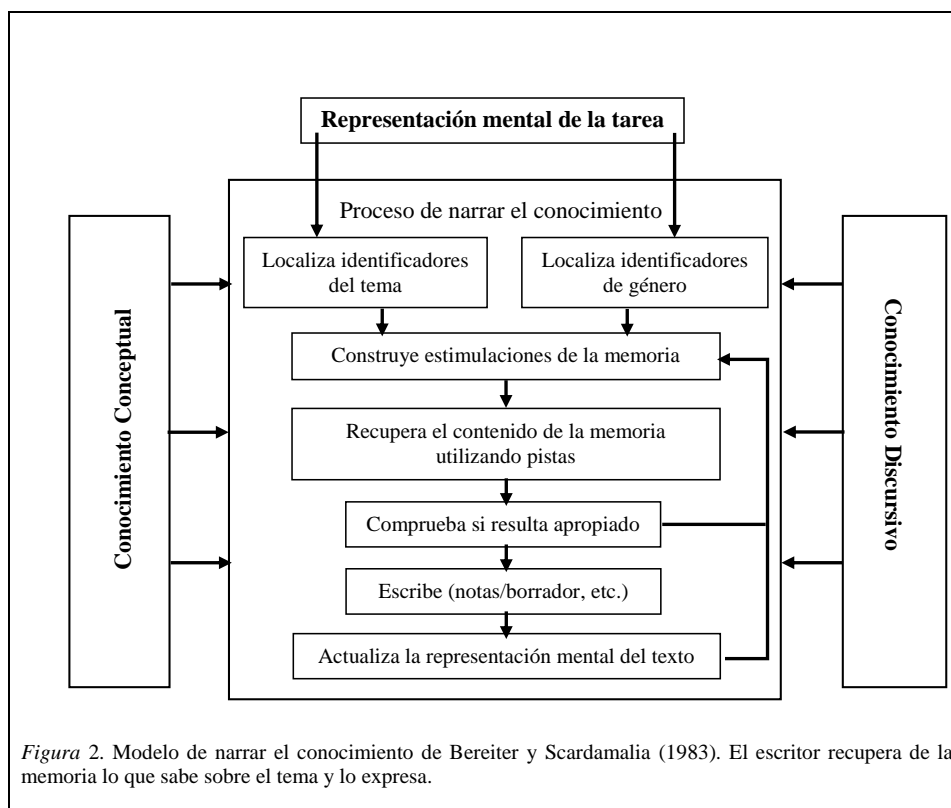 Representación mental de la tarea
Proceso de narrar el conocimiento
Conocimiento Conceptual
Localiza identificadores
del tema
Localiza identificadores
de género
Construye estimulaciones de la memoria
Recupera el contenido de la memoria
utilizando pistas
Comprueba si resulta apropiado
Escribe (notas/borrador, etc.)
Actualiza la representación mental del texto
Conocimiento Discursivo
Figura 2. Modelo de narrar el conocimiento de Bereiter y Scardamalia (1983). El escritor recupera de la
memoria lo que sabe sobre el tema y lo expresa.